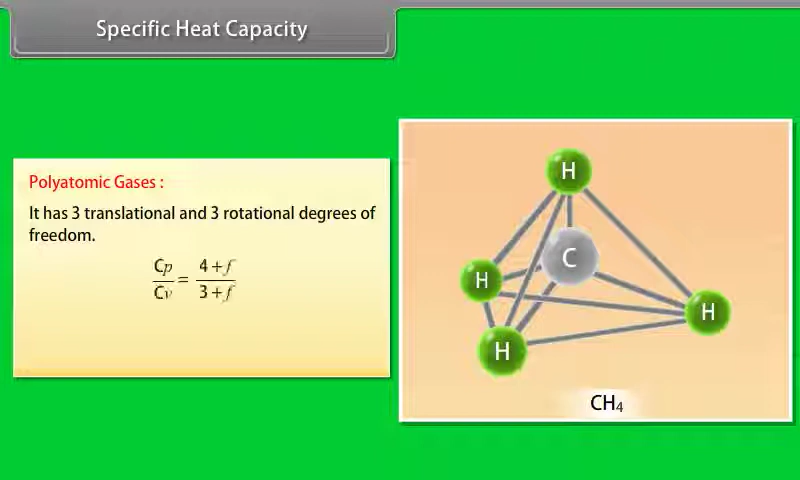 Specific Heat Capacity
Polyatomic Gases :
It has 3 translational and 3 rotational degrees of
freedom.
Cp/Cv = 4+f/3+f
H
C
H
H
H
CH₄